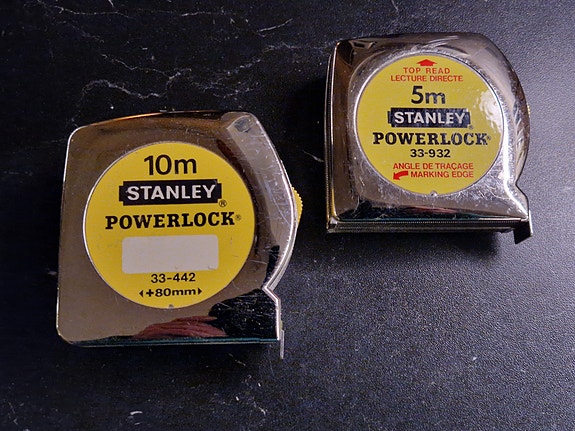 10m
STANLEY®
POWERLOCK®
33-442
+80mm
TOP READ
LECTURE DIRECTE
5m
STANLEY
POWERLOCK
33-932
ANGLE DE TRAÇAGE
MARKING EDGE